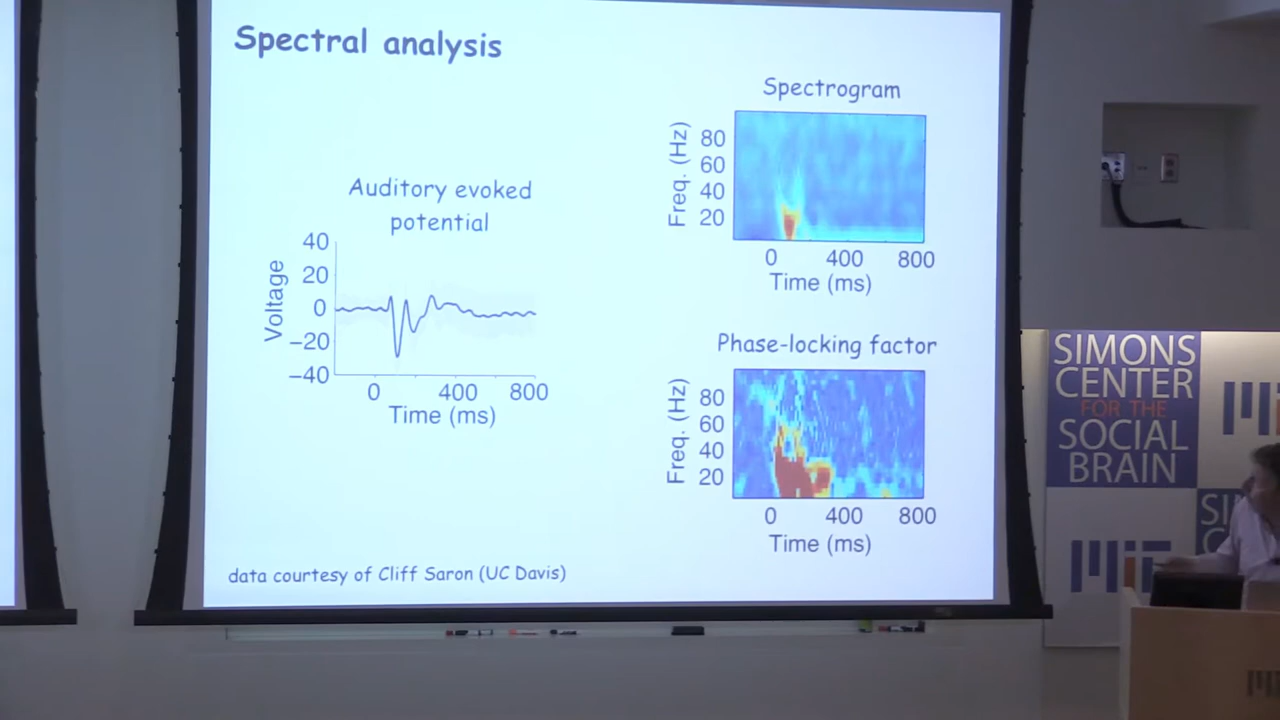 Spectral analysis
Auditory evoked
potential
40
20
0
−20
−40
Voltage
0 400 800
Time (ms)
Spectrogram
80
60
40
20
Freq. (Hz)
0 400 800
Time (ms)
Phase-locking factor
80
60
40
20
Freq. (Hz)
0 400 800
Time (ms)
data courtesy of Cliff Saron (UC Davis)
SIMONS
CENTER
FOR THE
SOCIAL
BRAIN